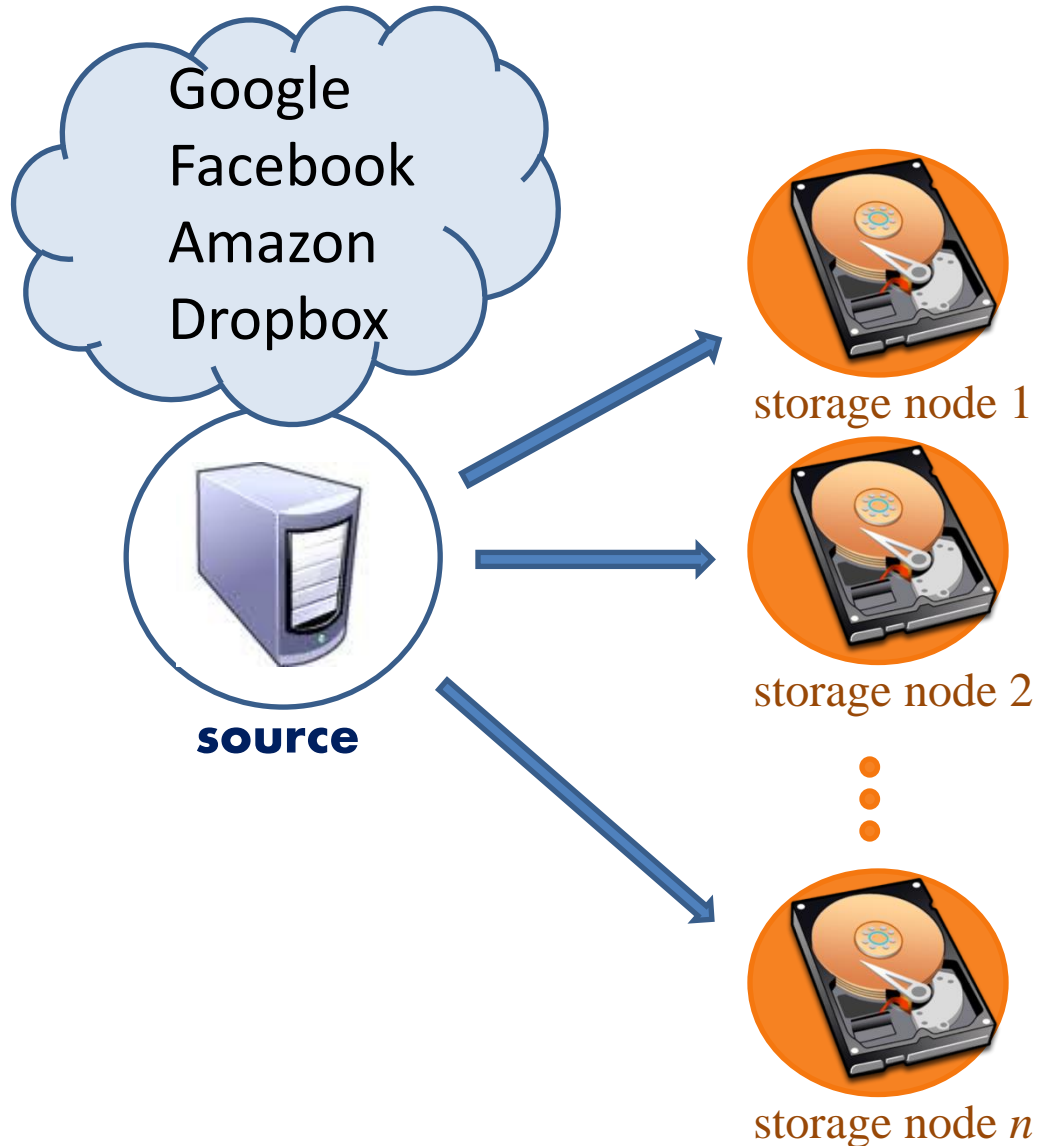 Google
Facebook
Amazon
Dropbox
storage node 1
storage node 2
source
storage node n